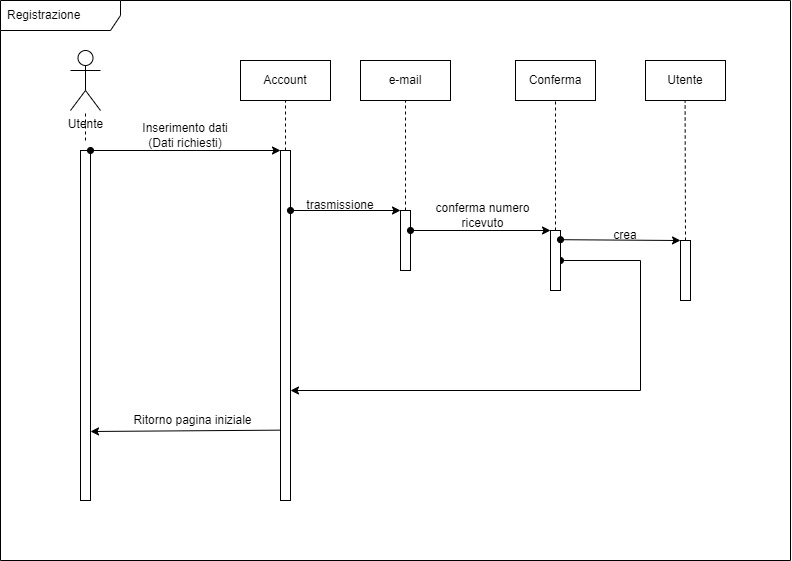 Registrazione
Account
e-mail
Conferma
Utente
Utente
Inserimento dati
(Dati richiesti)
trasmissione
conferma numero
ricevuto
crea
Ritorno pagina iniziale